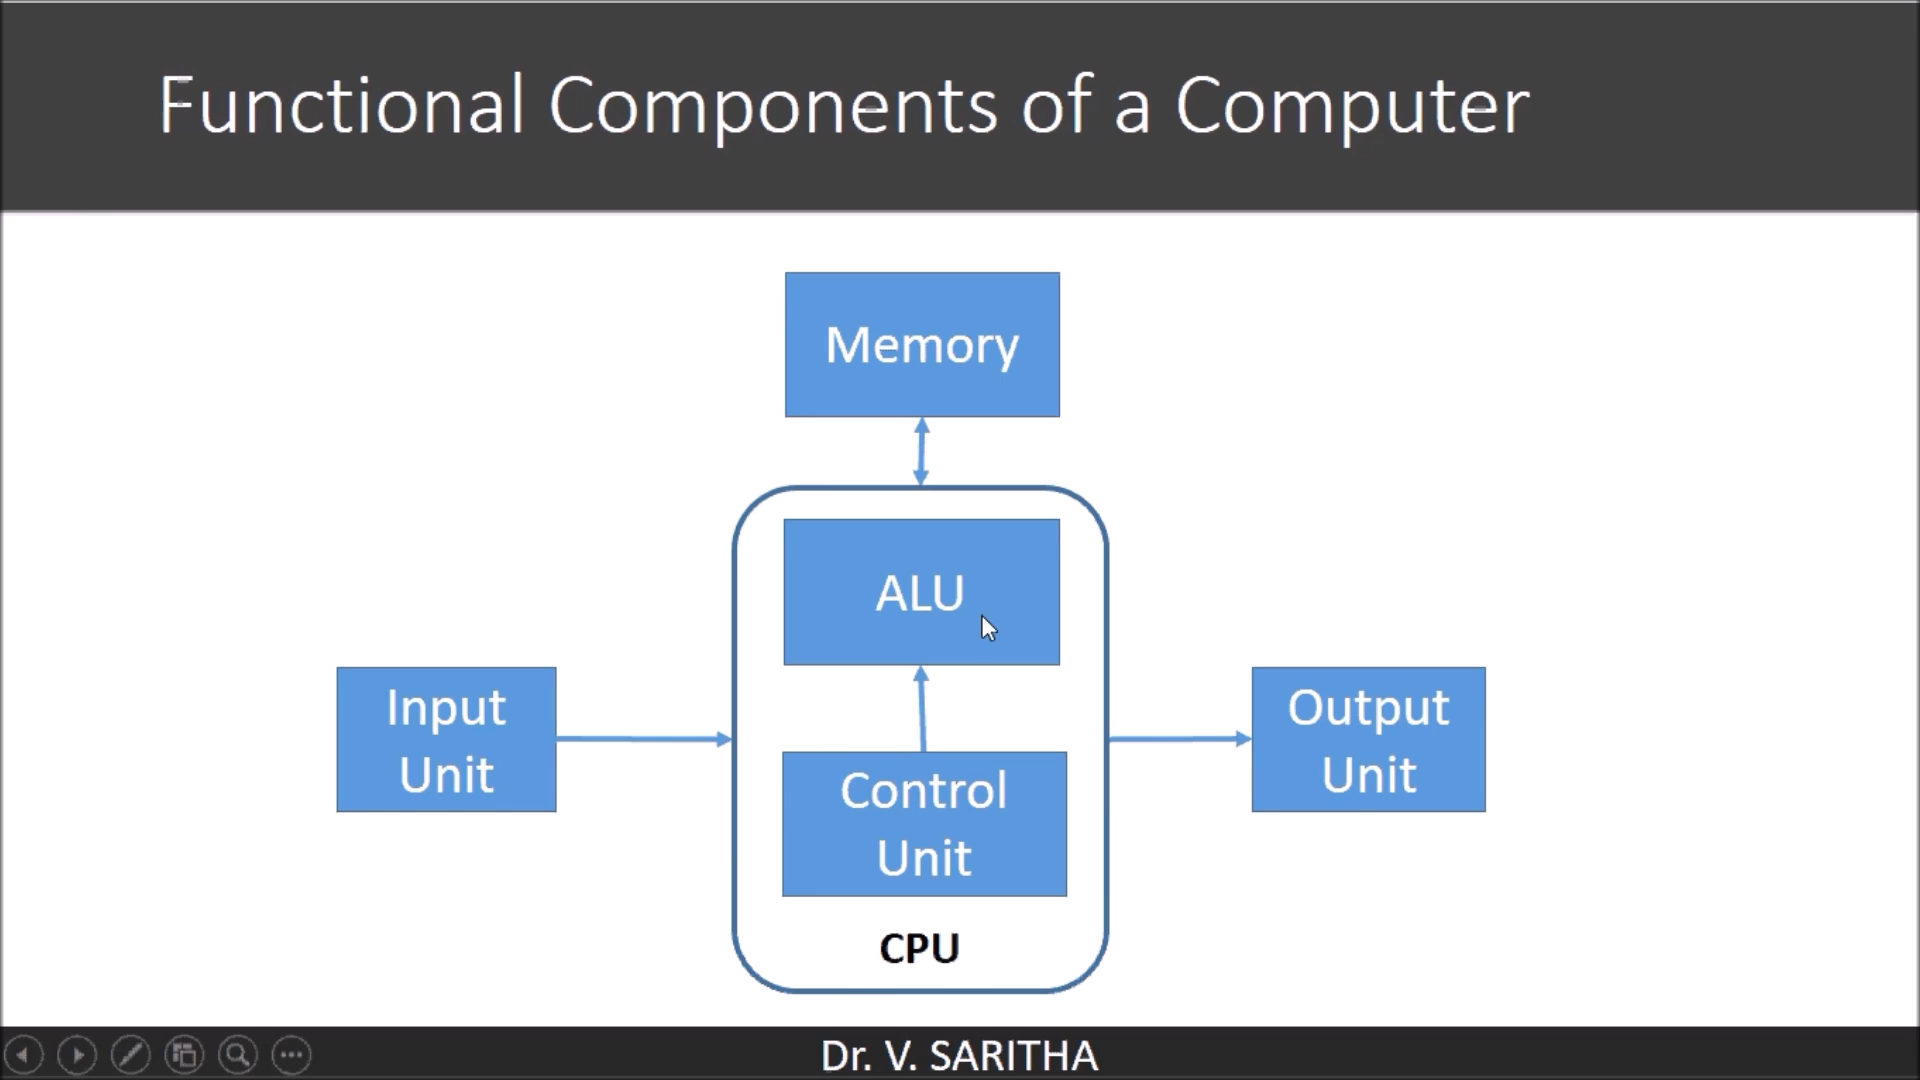 Functional Components of a Computer
Memory
ALU
Input
Unit
Control
Unit
Output
Unit
CPU
Dr. V. SARITHA